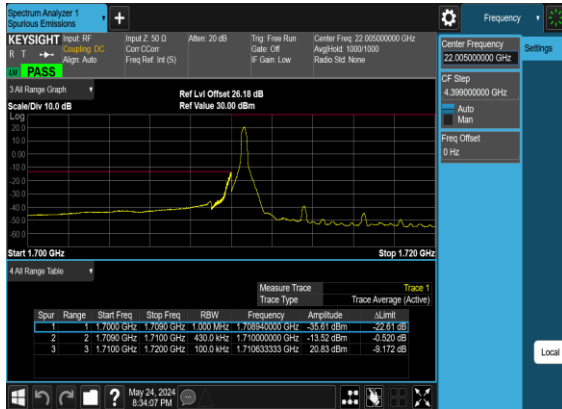 Spectrum Analyzer 1
Spurious Emissions
Frequency
KEYSIGHT
R T
LV PASS
Input: RF
Coupling: DC
Align: Auto
Input Z: 50 Ω
Corr CCorr
Freq Ref: Int (S)
Atten: 20 dB
Trig: Free Run
Gate: Off
IF Gain: Low
Center Freq: 22.005000000 GHz
Avg|Hold: 1000/1000
Radio Std: None
Center Frequency
22.005000000 GHz
Settings
CF Step
4.399000000 GHz
Auto
Man
Freq Offset
0 Hz
3 All Range Graph
Scale/Div 10.0 dB
Ref Lvl Offset 26.18 dB
Ref Value 30.00 dBm
Log
20.0
10.0
0.00
-10.0
-20.0
-30.0
-40.0
-50.0
-60.0
Start 1.700 GHz
Stop 1.720 GHz
4 All Range Table
Measure Trace Trace 1
Trace Type Trace Average (Active)
Spur Range Start Freq Stop Freq RBW Frequency Amplitude ΔLimit
1 1 1.7000 GHz 1.7090 GHz 1.000 MHz 1.708940000 GHz -35.61 dBm -22.61 dB
2 2 1.7090 GHz 1.7100 GHz 430.0 kHz 1.710000000 GHz -13.52 dBm -0.520 dB
3 3 1.7100 GHz 1.7200 GHz 100.0 kHz 1.710633333 GHz 20.83 dBm -9.172 dB
Local
May 24, 2024
8:34:07 PM